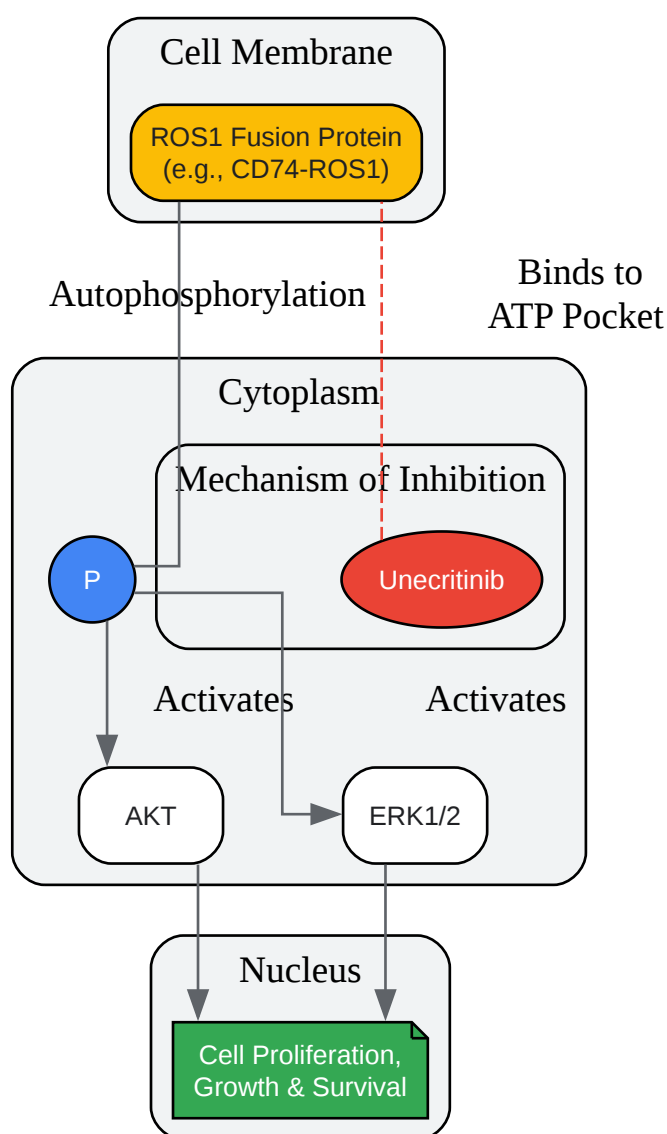 Cell Membrane
ROS1 Fusion Protein
(e.g., CD74-ROS1)
Autophosphorylation
Binds to
ATP Pocket
Cytoplasm
Mechanism of Inhibition
P
Unecritinib
Activates
Activates
AKT
ERK1/2
Nucleus
Cell Proliferation,
Growth & Survival